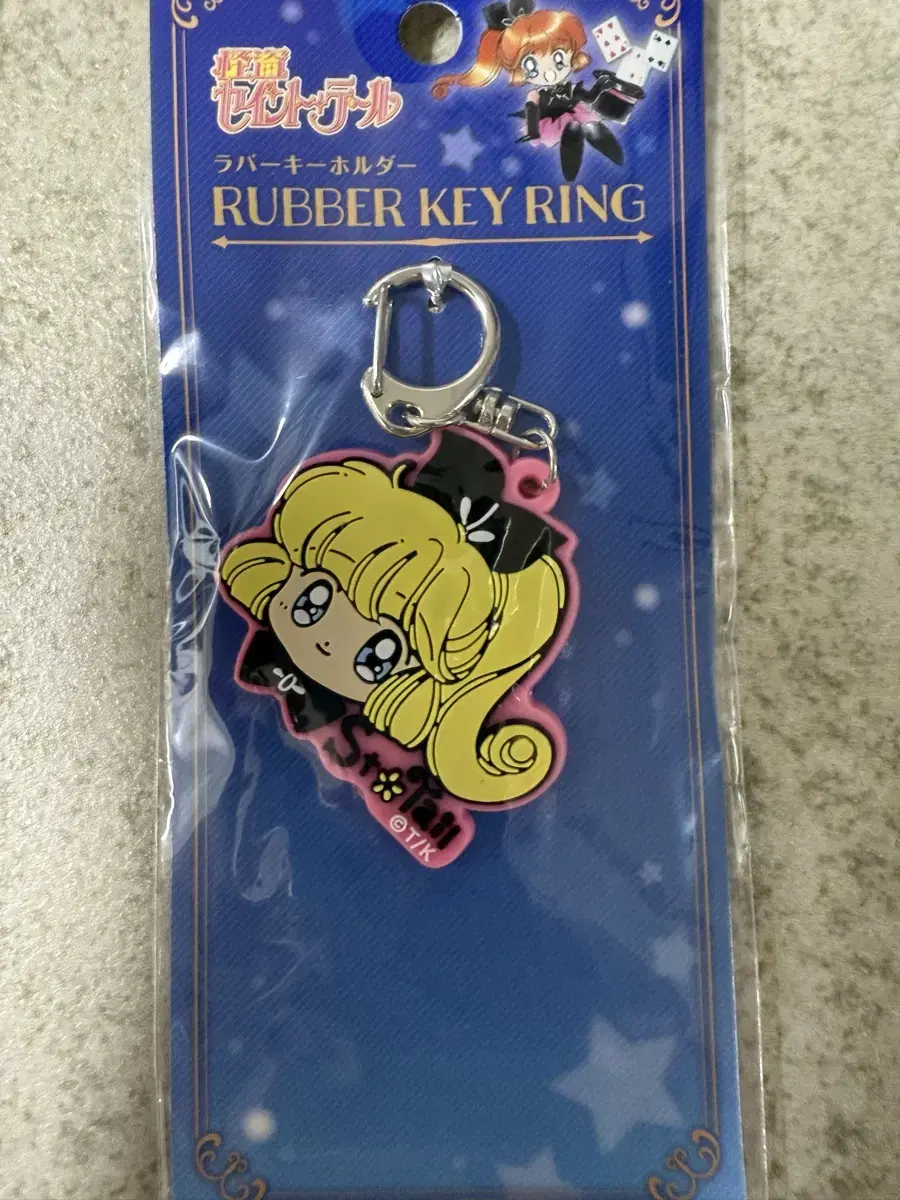 怪盗
セイント・テール
ラバーキーホルダー
RUBBER KEY RING
St Tail
©T/K